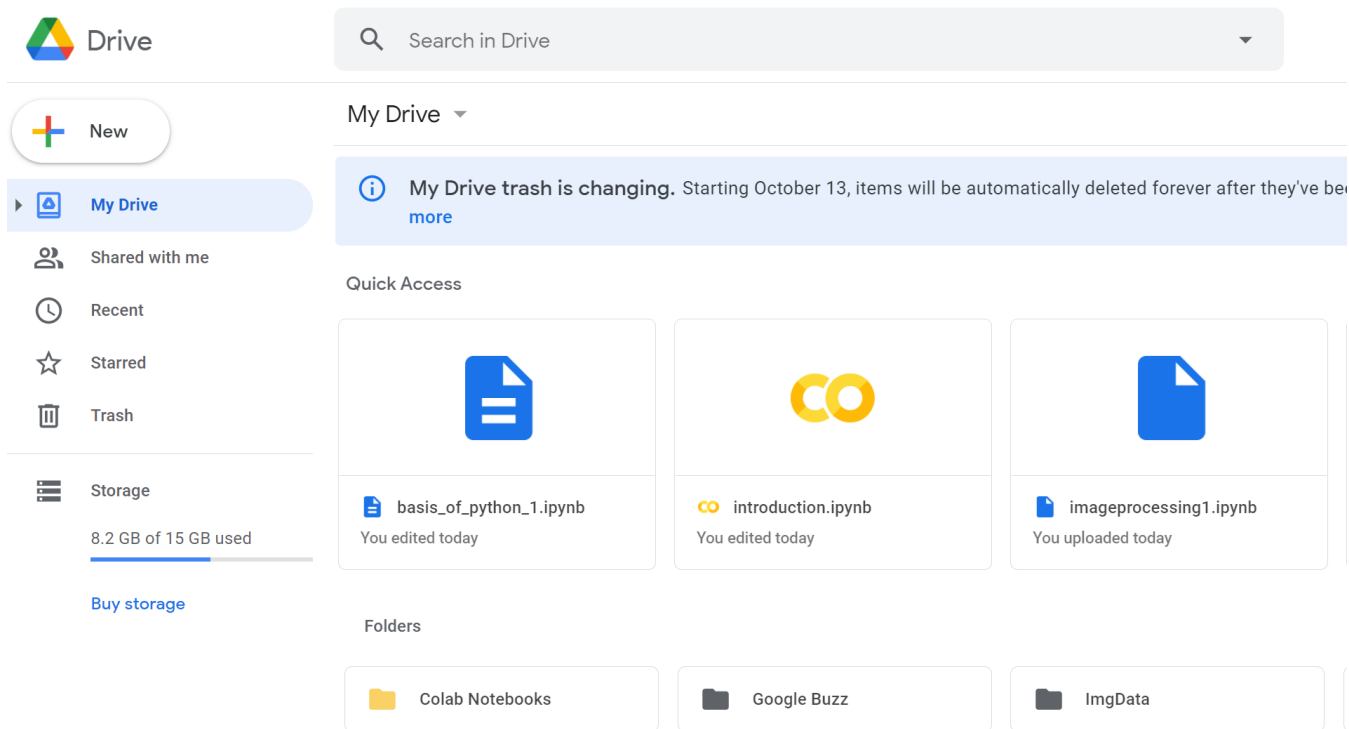 Drive
Search in Drive
New
My Drive
Shared with me
Recent
Starred
Trash
Storage
8.2 GB of 15 GB used
Buy storage
My Drive
My Drive trash is changing. Starting October 13, items will be automatically deleted forever after they've
more
Quick Access
basis_of_python_1.ipynb
You edited today
introduction.ipynb
You edited today
imageprocessing1.ipynb
You uploaded today
Folders
Colab Notebooks
Google Buzz
ImgData